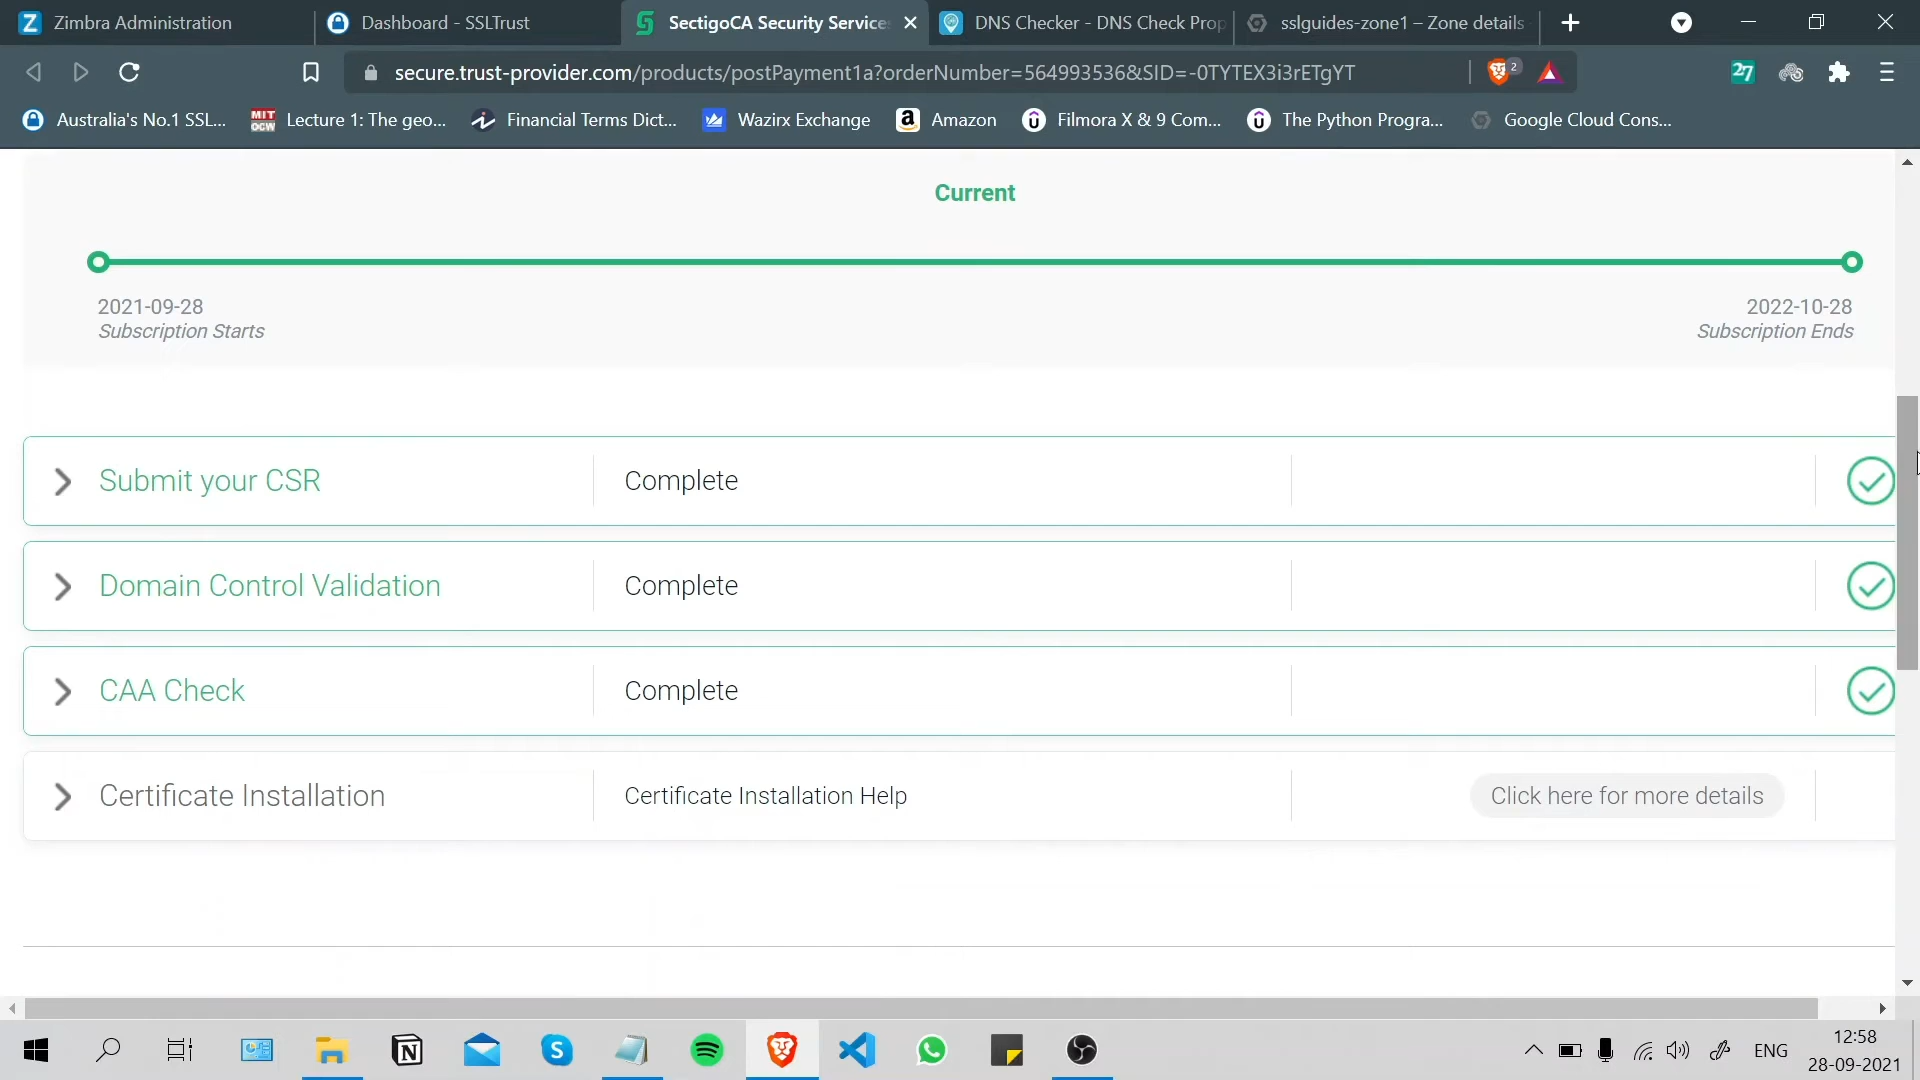 Zimbra Administration
Dashboard - SSLTrust
SectigoCA Security Service
DNS Checker - DNS Check Prop
sslguides-zone1 – Zone details
secure.trust-provider.com/products/postPayment1a?orderNumber=564993536&SID=-0TYTEX3i3rETgYT
2
27
Australia's No.1 SSL...
MIT OCW
Lecture 1: The geo...
Financial Terms Dict...
Wazirx Exchange
Amazon
Filmora X & 9 Com...
The Python Progra...
Google Cloud Cons...
Current
2021-09-28
Subscription Starts
2022-10-28
Subscription Ends
Submit your CSR
Complete
Domain Control Validation
Complete
CAA Check
Complete
Certificate Installation
Certificate Installation Help
Click here for more details
ENG
12:58
28-09-2021